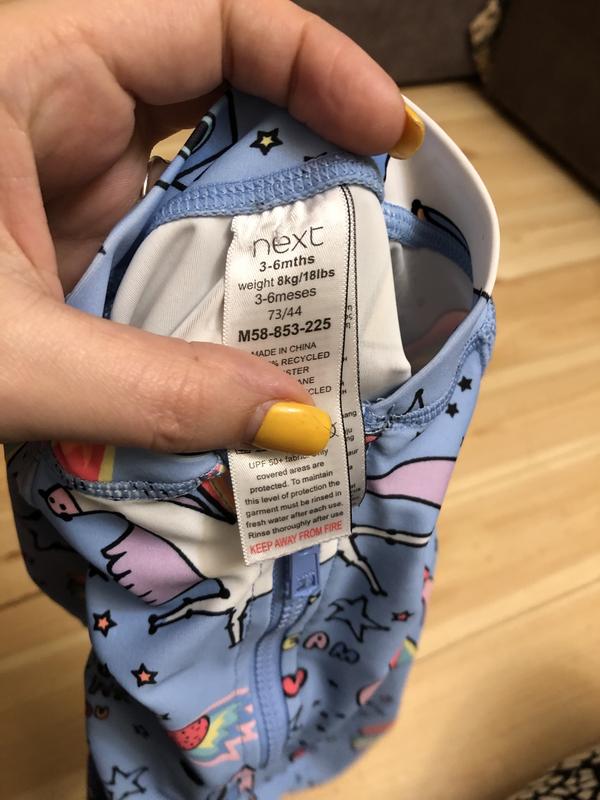 next
3-6mths
weight 8kg/18lbs
3-6meses
73/44
M58-853-225
MADE IN CHINA
% RECYCLED
UPF 50+
covered areas are
protected. To maintain
this level of protection the
garment must be rinsed in
fresh water after each use.
Rinse thoroughly after use
KEEP AWAY FROM FIRE